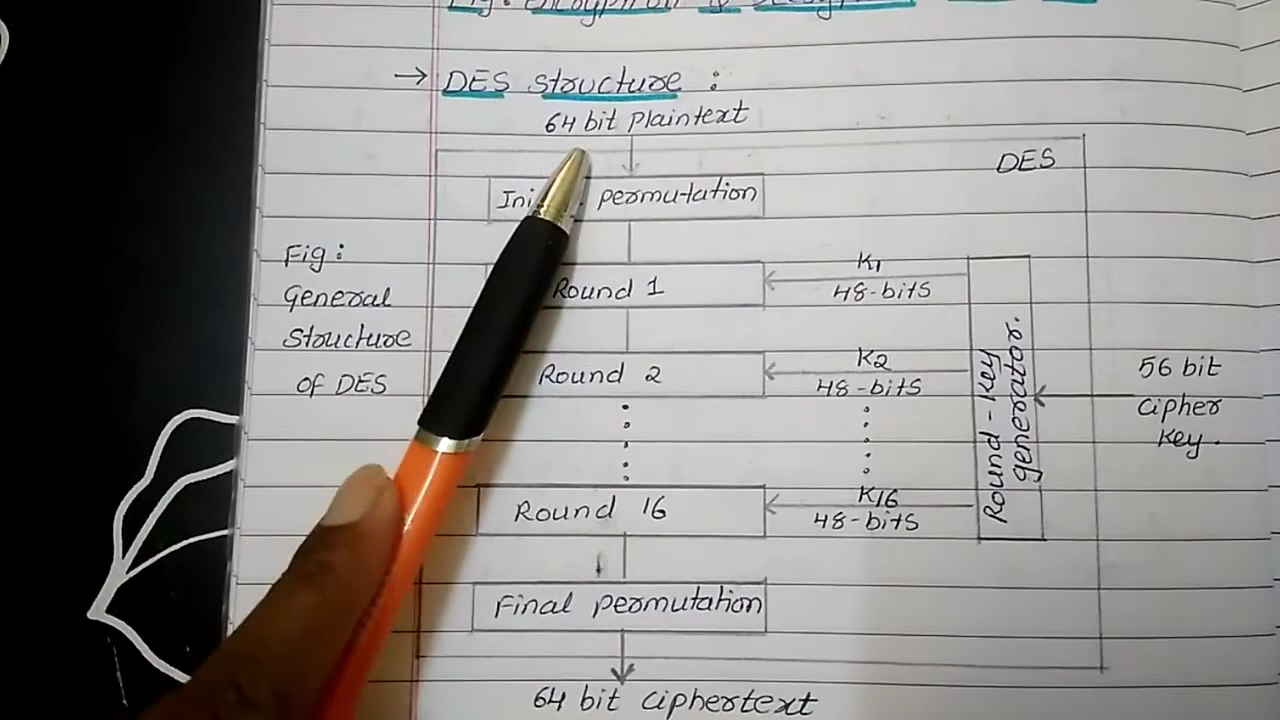 Fig: Encryption &
→ DES structure :
64 bit plaintext
DES
permutation
Fig:
General
Structure
of DES
Round 1
K1
48-bits
Round 2
K2
48-bits
Round 16
K16
48-bits
Round-Key
generator.
56 bit
cipher
key.
Final permutation
64 bit ciphertext